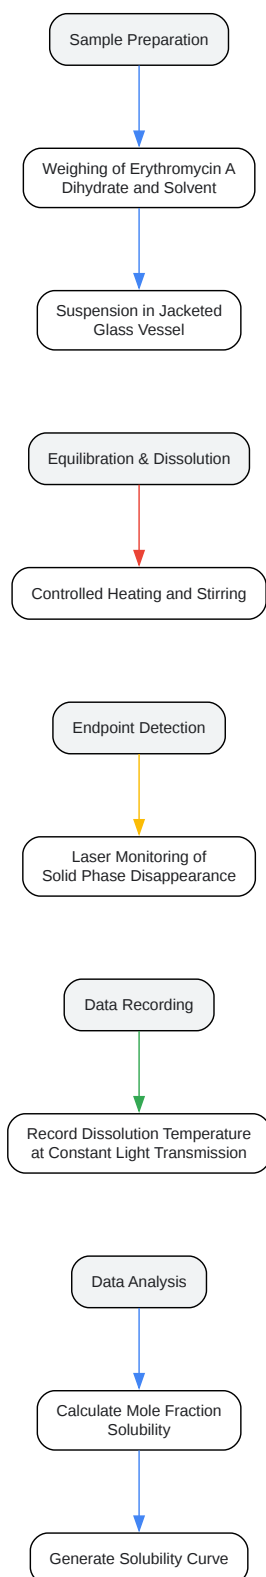 Sample Preparation
Weighing of Erythromycin A
Dihydrate and Solvent
Suspension in Jacketed
Glass Vessel
Equilibration & Dissolution
Controlled Heating and Stirring
Endpoint Detection
Laser Monitoring of
Solid Phase Disappearance
Data Recording
Record Dissolution Temperature
at Constant Light Transmission
Data Analysis
Calculate Mole Fraction
Solubility
Generate Solubility Curve